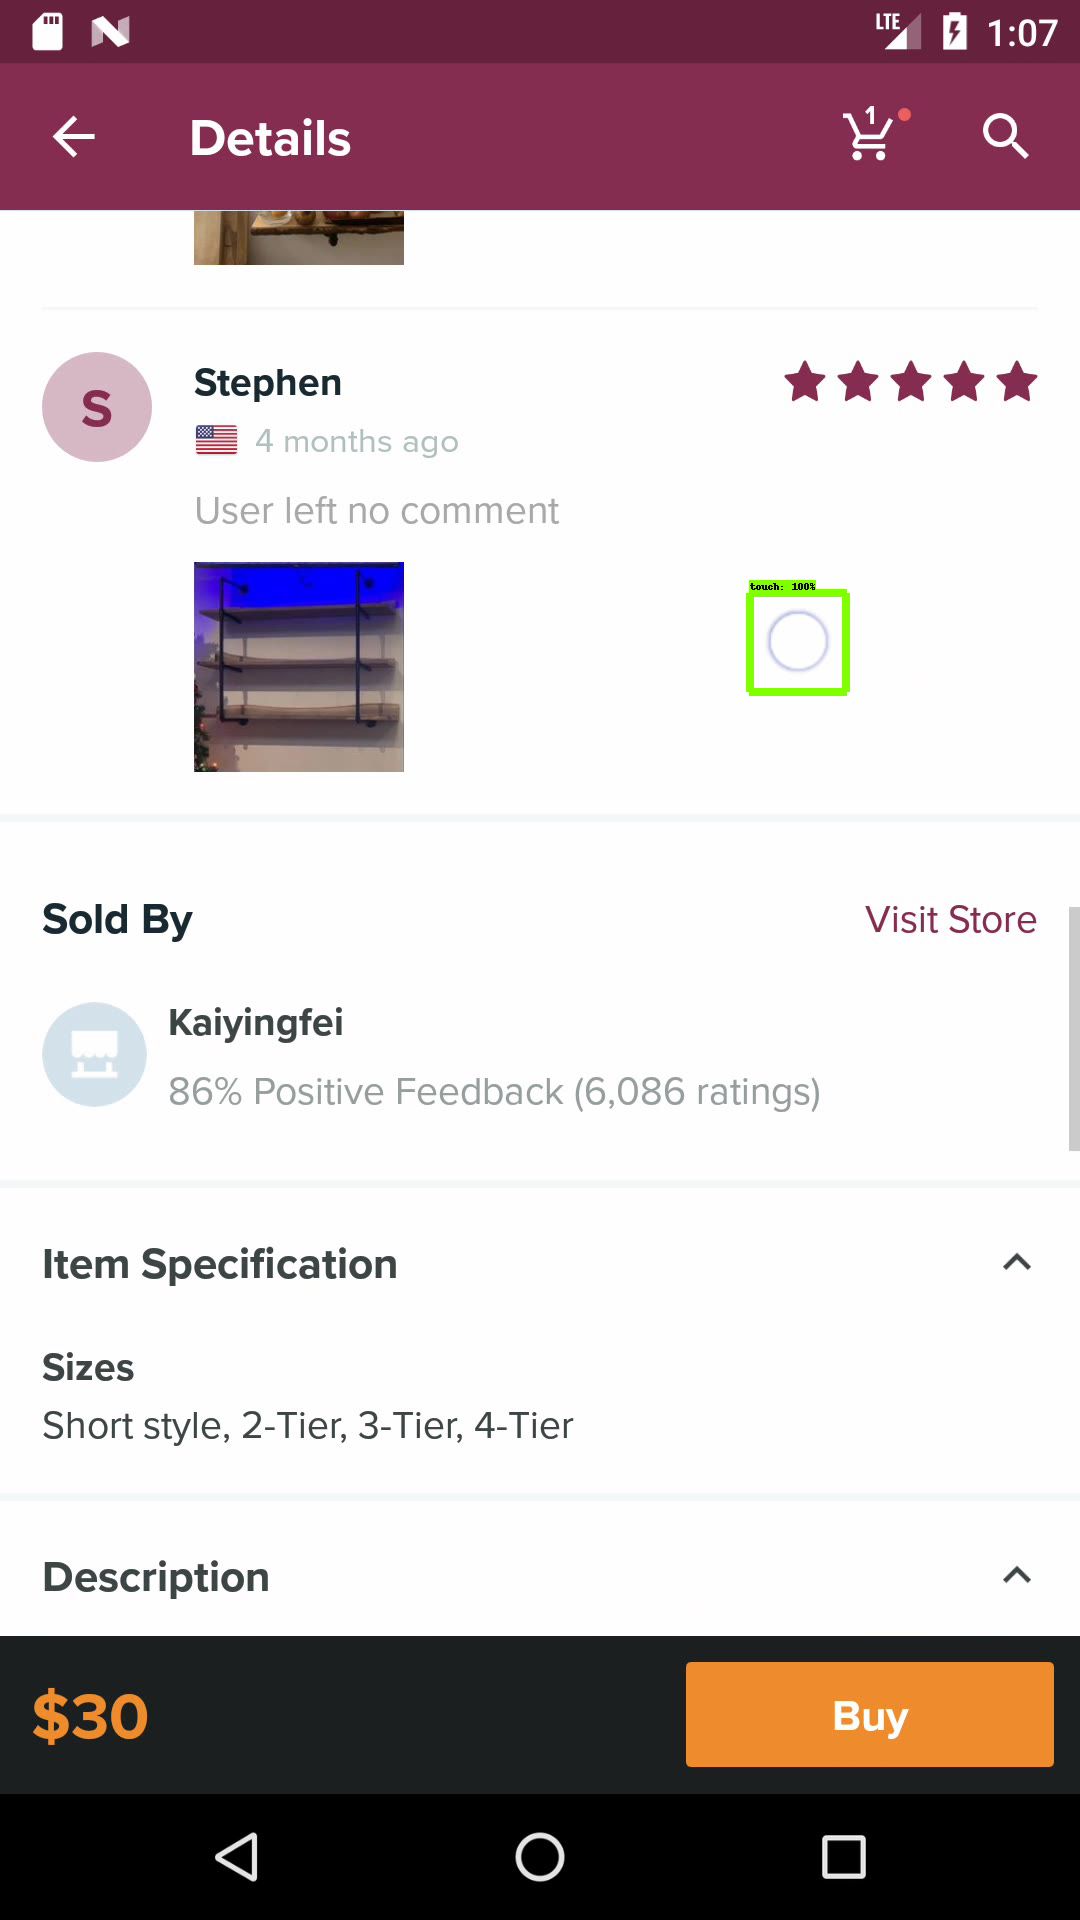 LTE 1:07
Details 1
S Stephen
4 months ago
User left no comment
touch: 100%
Sold By Visit Store
Kaiyingfei
86% Positive Feedback (6,086 ratings)
Item Specification
Sizes
Short style, 2-Tier, 3-Tier, 4-Tier
Description
$30 Buy